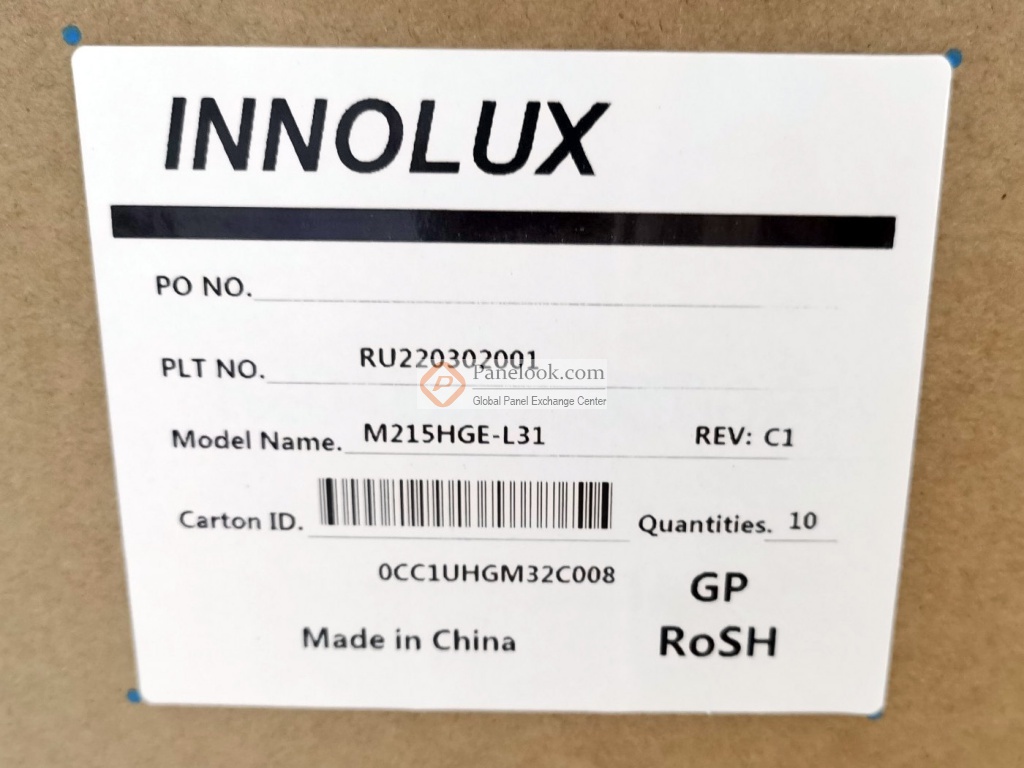 INNOLUX
PO NO.
PLT NO. RU220302001
Panelook.com
Global Panel Exchange Center
Model Name. M215HGE-L31 REV: C1
Carton ID. Quantities. 10
0CC1UHGM32C008
GP
Made in China RoSH